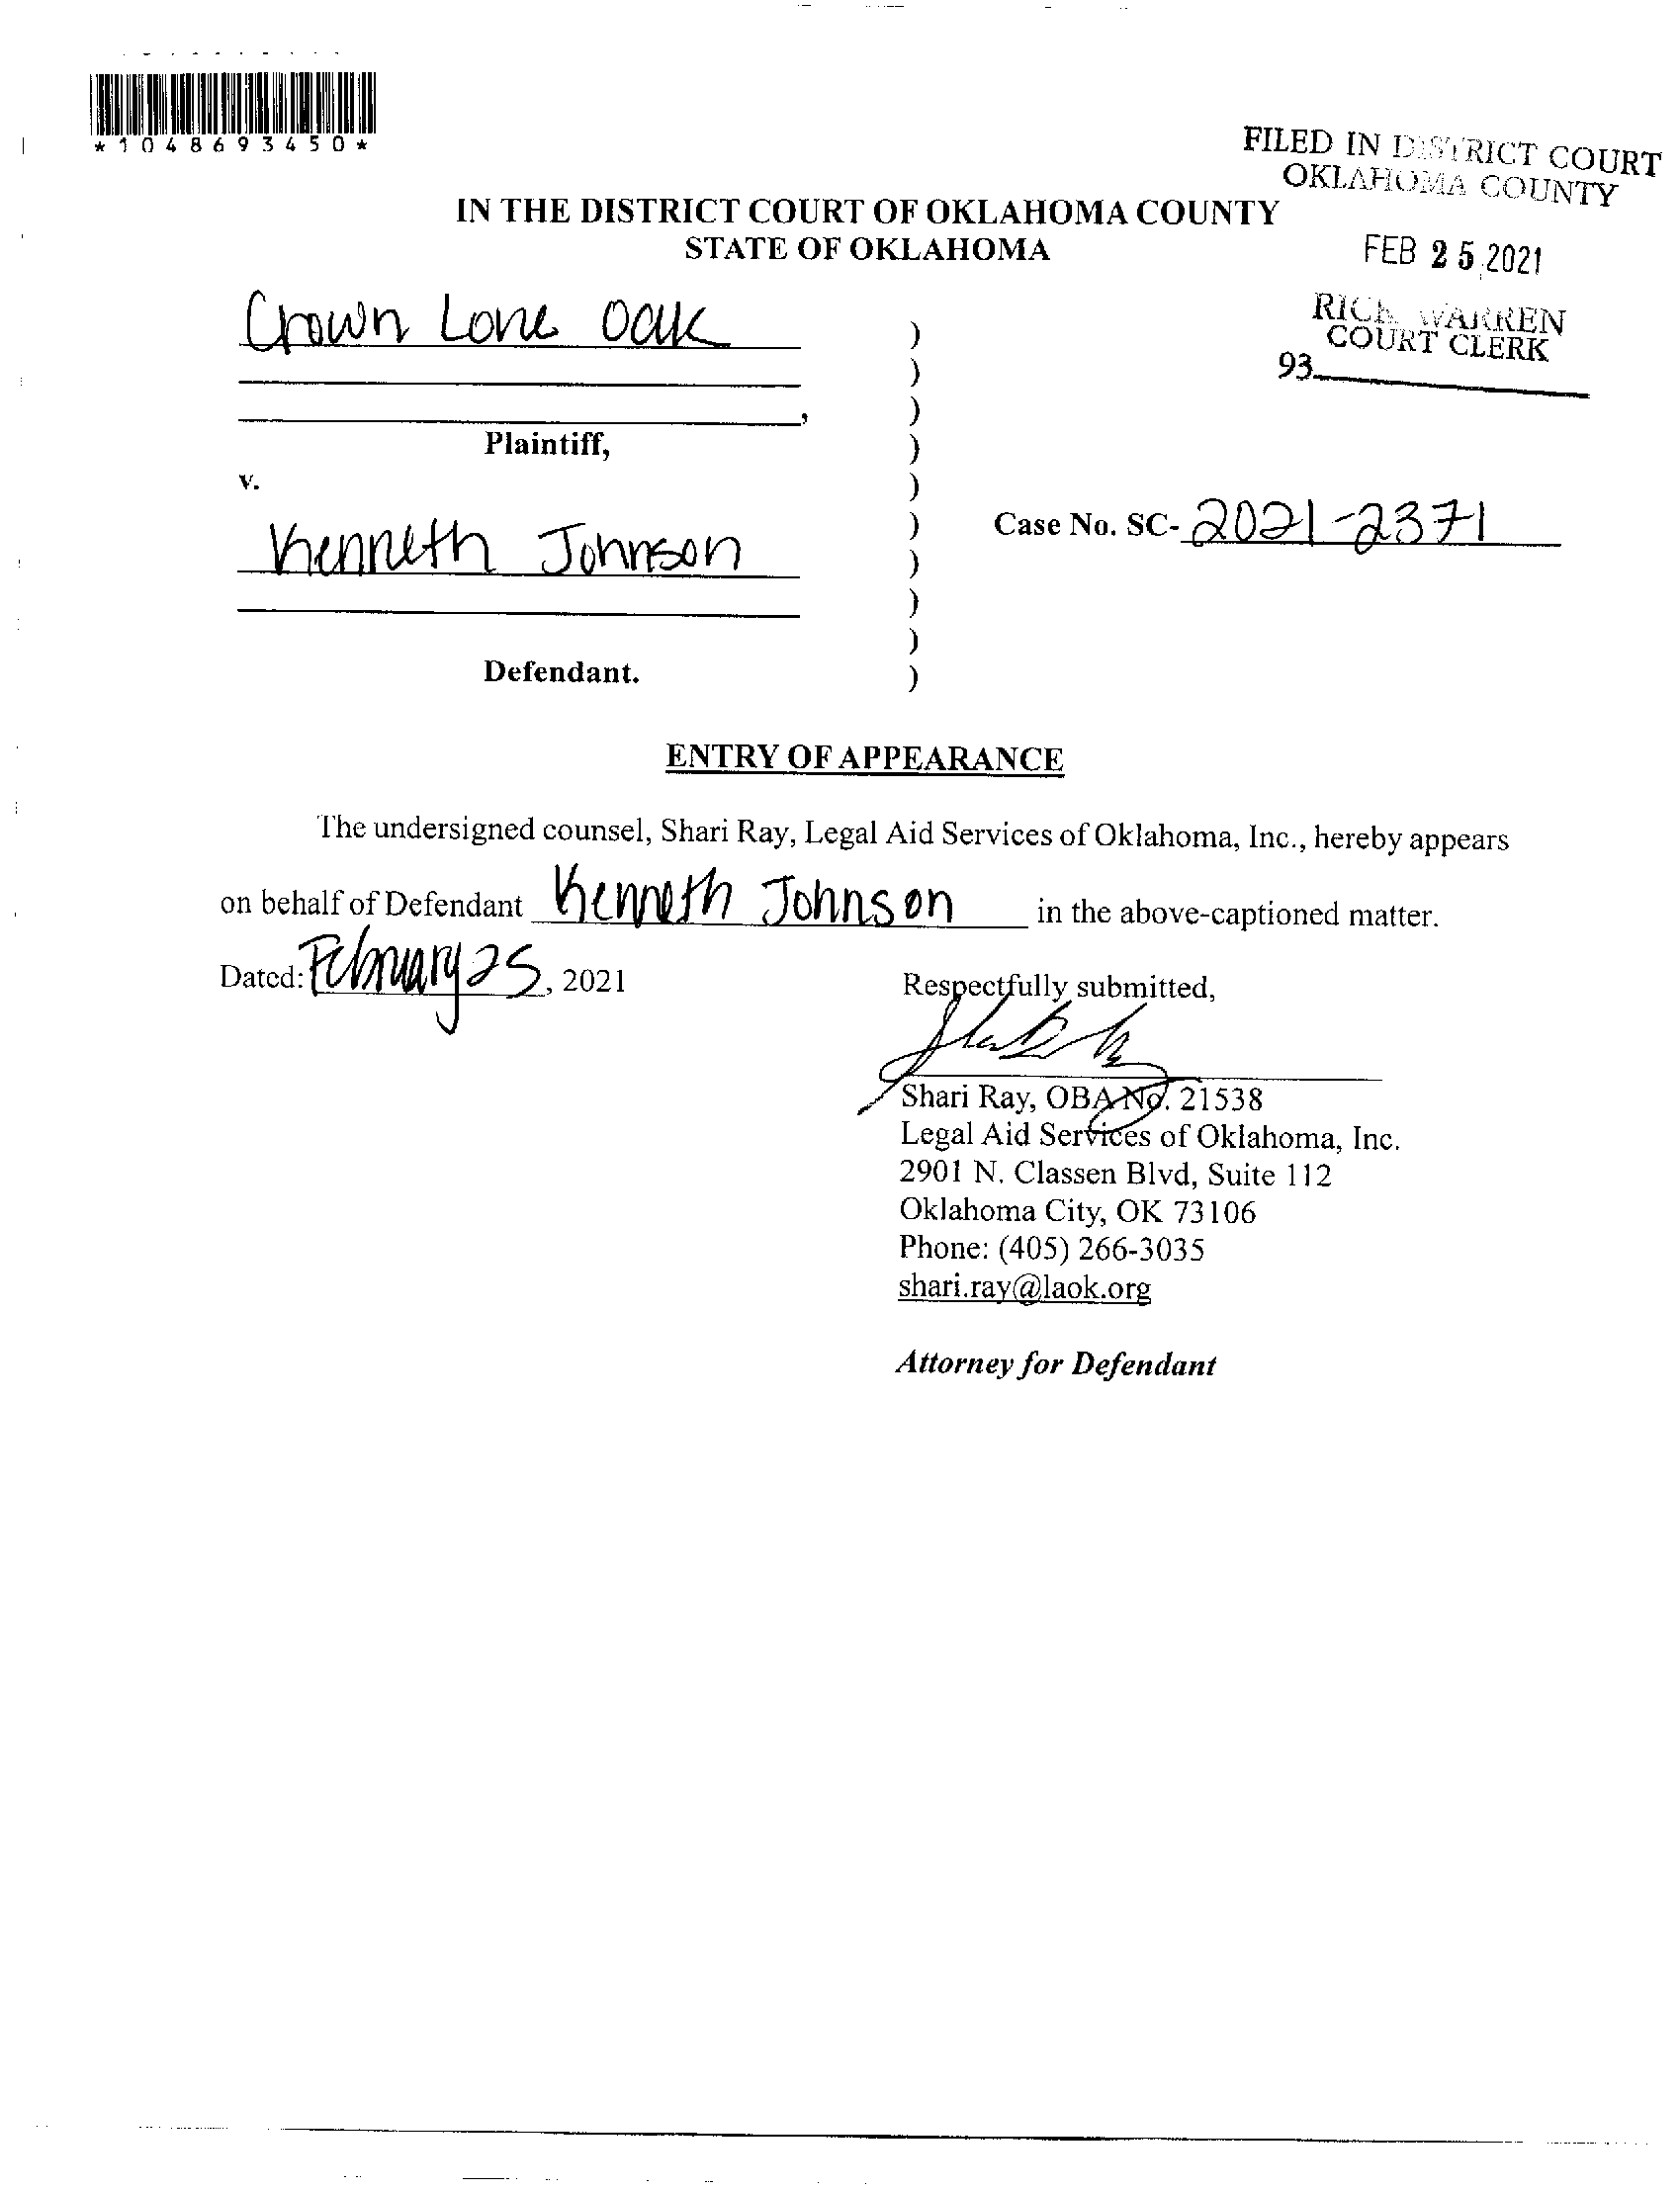 *1048693450*
FILED IN DISTRICT COURT
OKLAHOMA COUNTY
IN THE DISTRICT COURT OF OKLAHOMA COUNTY
STATE OF OKLAHOMA
FEB 25 2021
RICK WARREN
COURT CLERK
93
Crown Lone Oak )
)
, )
Plaintiff, )
v. )
) Case No. SC- 2021-2371
Kenneth Johnson )
)
)
Defendant. )
ENTRY OF APPEARANCE
The undersigned counsel, Shari Ray, Legal Aid Services of Oklahoma, Inc., hereby appears
on behalf of Defendant Kenneth Johnson in the above-captioned matter.
Dated: February 25, 2021
Respectfully submitted,
Shari Ray, OBA No. 21538
Legal Aid Services of Oklahoma, Inc.
2901 N. Classen Blvd, Suite 112
Oklahoma City, OK 73106
Phone: (405) 266-3035
shari.ray@laok.org
Attorney for Defendant